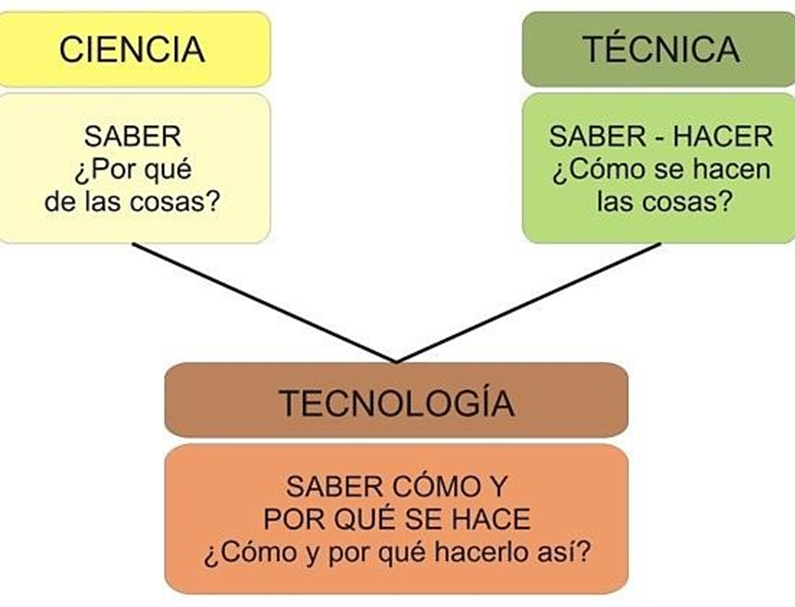 CIENCIA
SABER
¿Por qué
de las cosas?
TÉCNICA
SABER - HACER
¿Cómo se hacen
las cosas?
TECNOLOGÍA
SABER CÓMO Y
POR QUÉ SE HACE
¿Cómo y por qué hacerlo así?